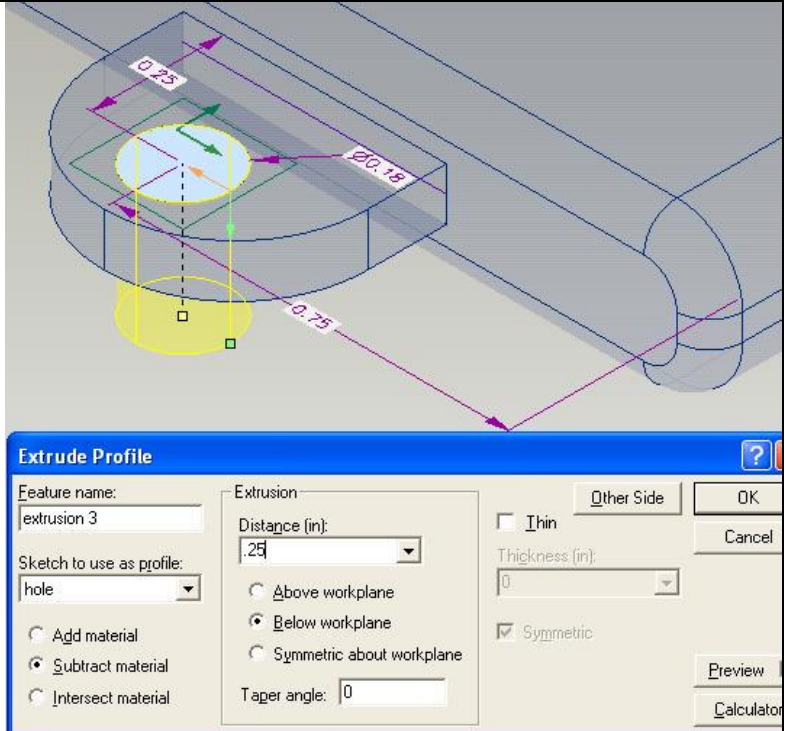 0.25
Ø0.18
0.75
Extrude Profile
?
Feature name:
extrusion 3
Sketch to use as profile:
hole
Add material
Subtract material
Intersect material
Extrusion
Distance (in):
.25
Above workplane
Below workplane
Symmetric about workplane
Taper angle: 0
Other Side
Thin
Thickness (in):
0
Symmetric
OK
Cancel
Preview
Calculator